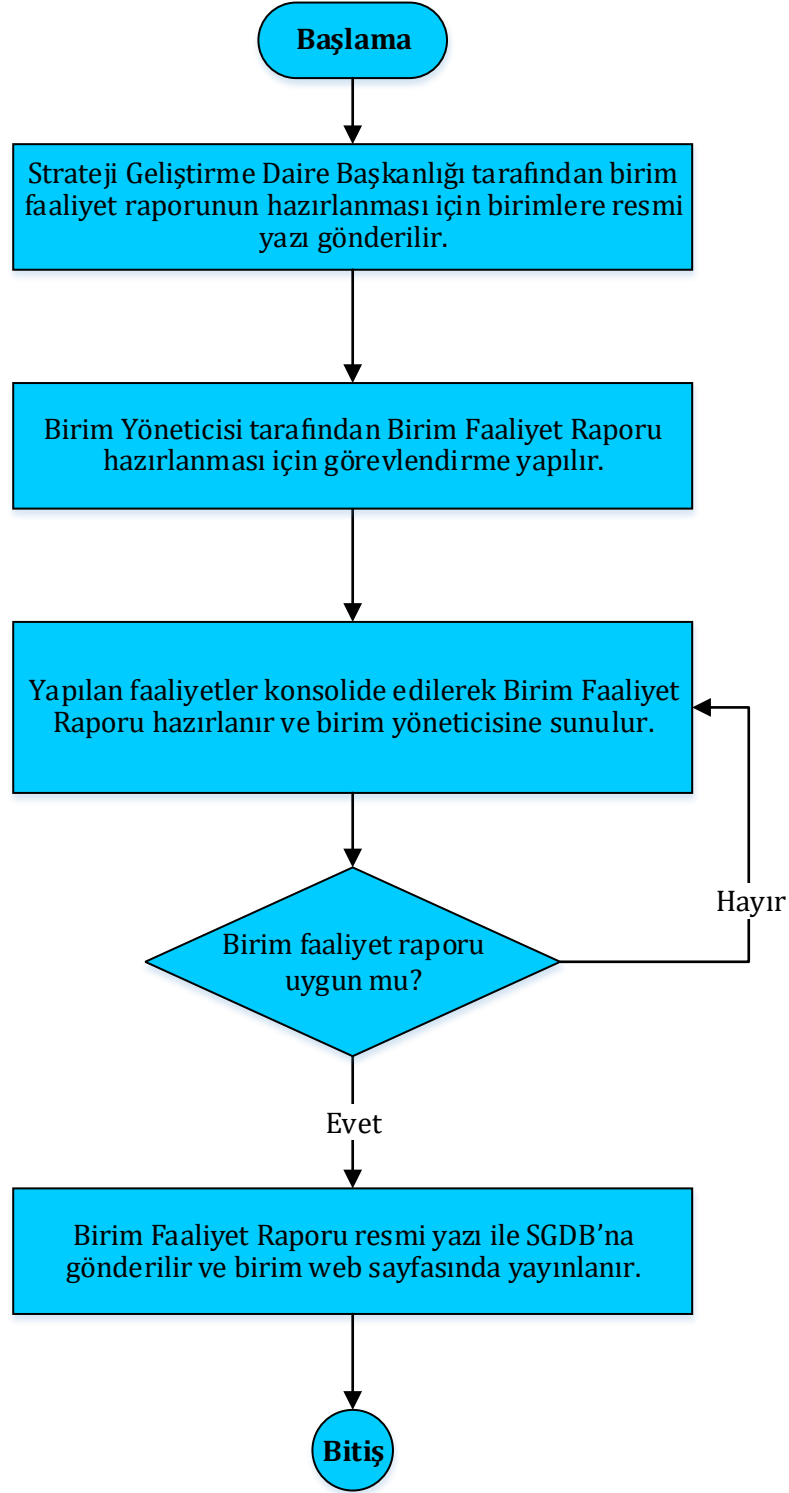 Başlama
Strateji Geliştirme Daire Başkanlığı tarafından birim
faaliyet raporunun hazırlanması için birimlere resmi
yazı gönderilir.
Birim Yöneticisi tarafından Birim Faaliyet Raporu
hazırlanması için görevlendirme yapılır.
Yapılan faaliyetler konsolide edilerek Birim Faaliyet
Raporu hazırlanır ve birim yöneticisine sunulur.
Hayır
Birim faaliyet raporu
uygun mu?
Evet
Birim Faaliyet Raporu resmi yazı ile SGDB’na
gönderilir ve birim web sayfasında yayınlanır.
Bitiş